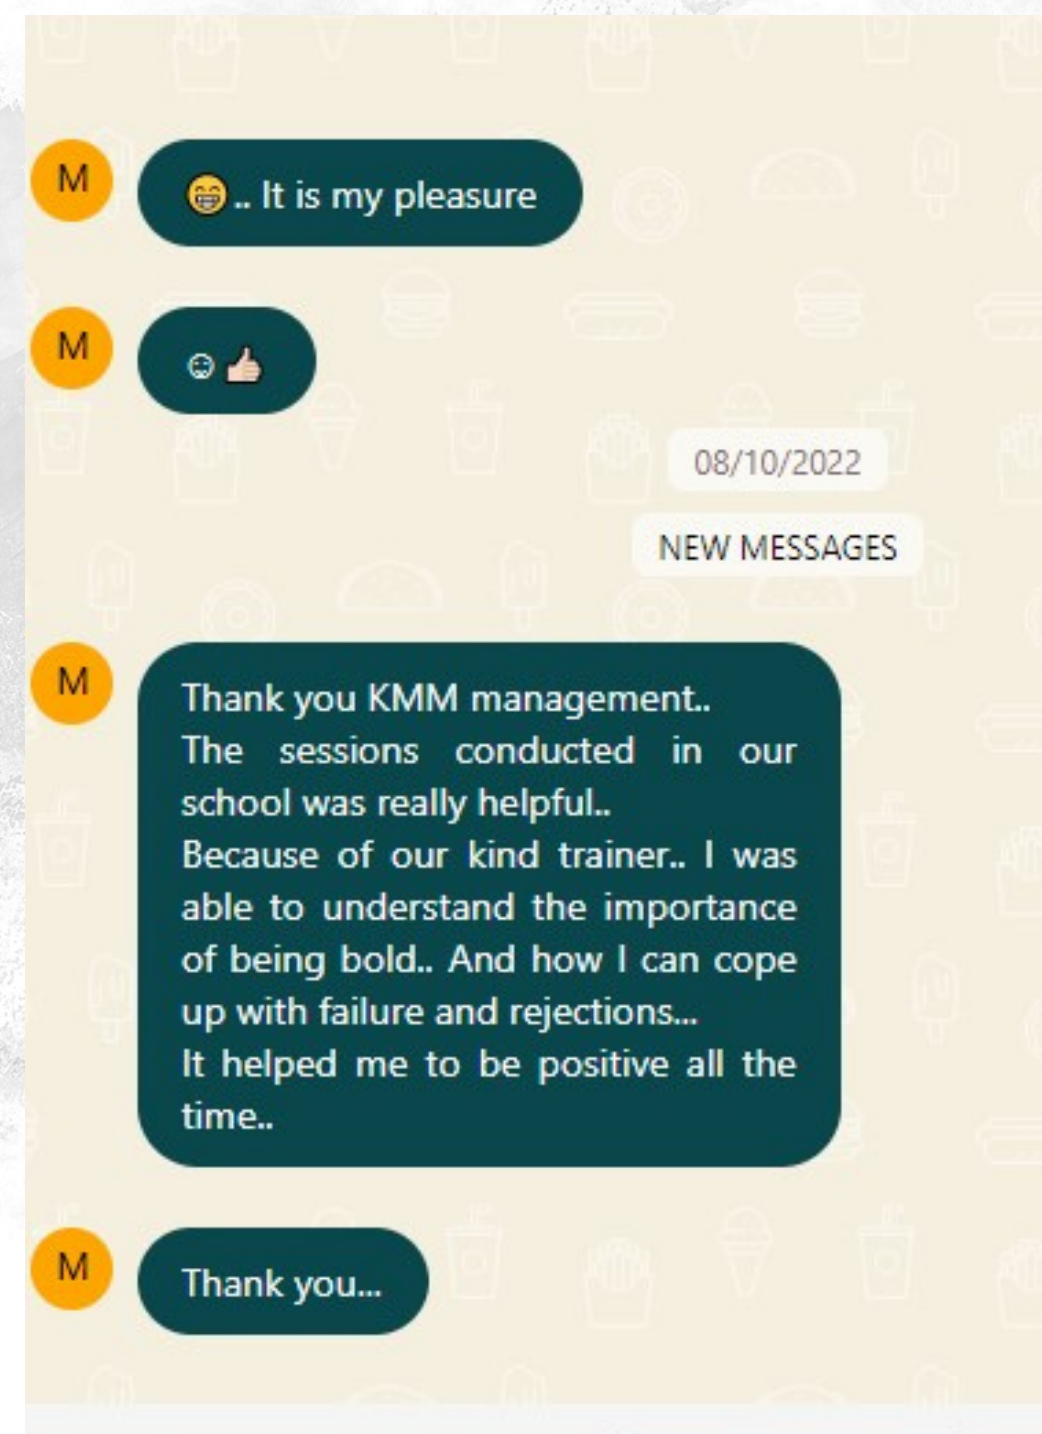 M
😁.. It is my pleasure
M
☺👍🏻
08/10/2022
NEW MESSAGES
M
Thank you KMM management..
The sessions conducted in our
school was really helpful..
Because of our kind trainer.. I was
able to understand the importance
of being bold.. And how I can cope
up with failure and rejections...
It helped me to be positive all the
time..
M
Thank you...